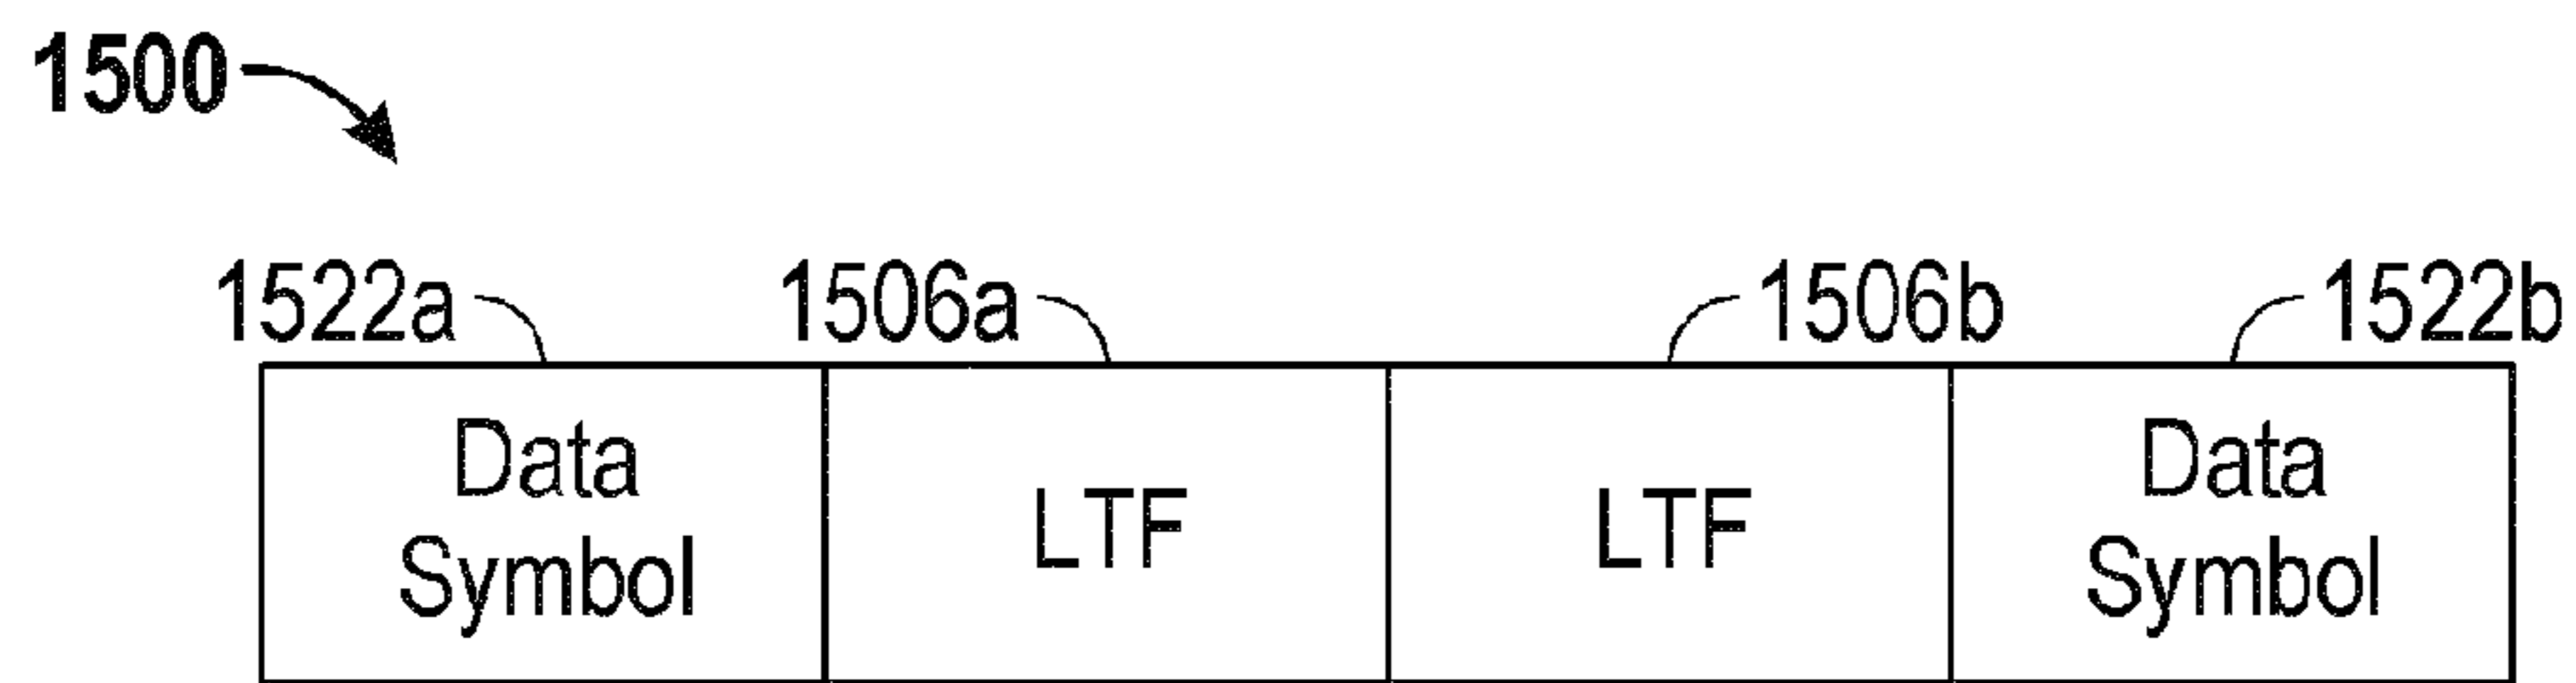 1500
1522a 1506a 1506b 1522b
Data Symbol LTF LTF Data Symbol